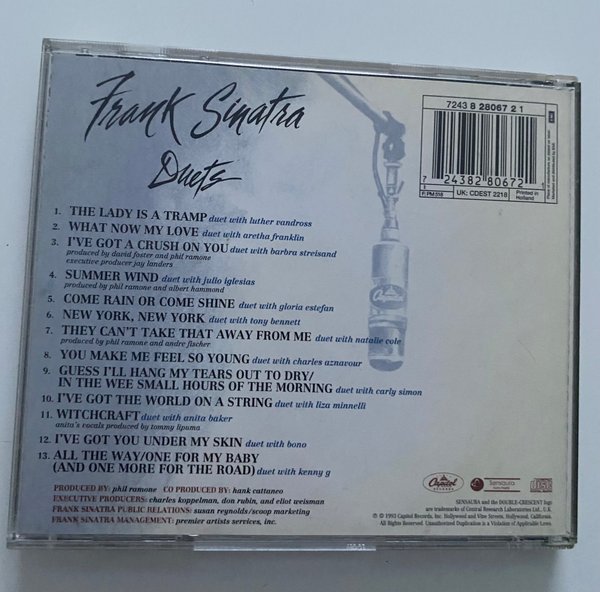 Frank Sinatra
Duets
7243 8 28067 2 1
7
24382 80672
1
F: PM 518
UK: CDEST 2218
Printed in
Holland
1. THE LADY IS A TRAMP duet with luther vandross
2. WHAT NOW MY LOVE duet with aretha franklin
3. I'VE GOT A CRUSH ON YOU duet with barbra streisand
produced by david foster and phil ramone
executive producer jay landers
4. SUMMER WIND duet with julio iglesias
produced by phil ramone and albert hammond
5. COME RAIN OR COME SHINE duet with gloria estefan
6. NEW YORK, NEW YORK duet with tony bennett
7. THEY CAN'T TAKE THAT AWAY FROM ME duet with natalie cole
produced by phil ramone and andre fischer
8. YOU MAKE ME FEEL SO YOUNG duet with charles aznavour
9. GUESS I'LL HANG MY TEARS OUT TO DRY/
IN THE WEE SMALL HOURS OF THE MORNING duet with carly simon
10. I'VE GOT THE WORLD ON A STRING duet with liza minnelli
11. WITCHCRAFT duet with anita baker
anita's vocals produced by tommy lipuma
12. I'VE GOT YOU UNDER MY SKIN duet with bono
13. ALL THE WAY/ONE FOR MY BABY
(AND ONE MORE FOR THE ROAD) duet with kenny g
Capitol
PRODUCED BY: phil ramone CO PRODUCED BY: hank cattaneo
EXECUTIVE PRODUCERS: charles koppelman, don rubin, and eliot weisman
FRANK SINATRA PUBLIC RELATIONS: susan reynolds/scoop marketing
FRANK SINATRA MANAGEMENT: premier artists services, inc.
Capitol
RECORDS
Sensaura
SENSAURA and the DOUBLE-CRESCENT logo
are trademarks of Central Research Laboratories Ltd., U.K.
℗ © 1993 Capitol Records, Inc. Hollywood and Vine Streets, Hollywood, California.
All Rights Reserved. Unauthorized Duplication is a Violation of Applicable Laws.